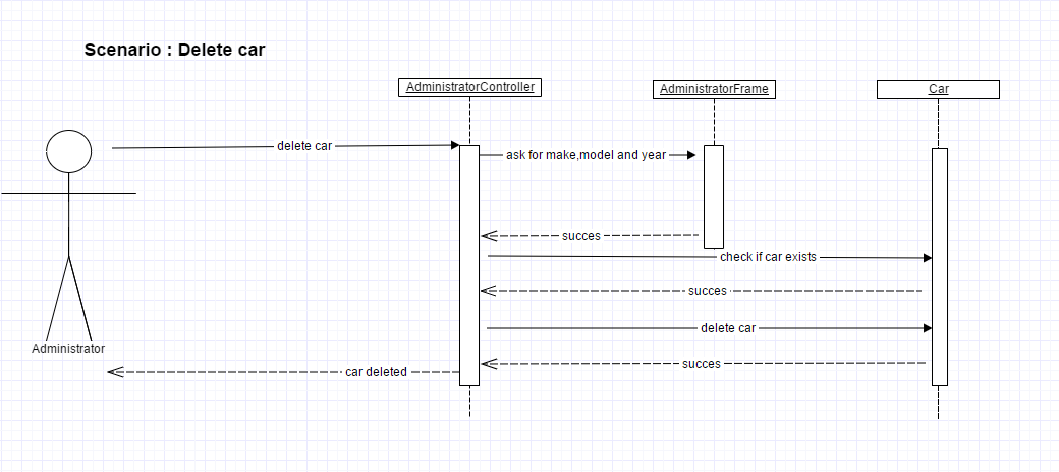 Scenario : Delete car
AdministratorController
AdministratorFrame
Car
delete car
ask for make,model and year
succes
check if car exists
succes
delete car
Administrator
succes
car deleted